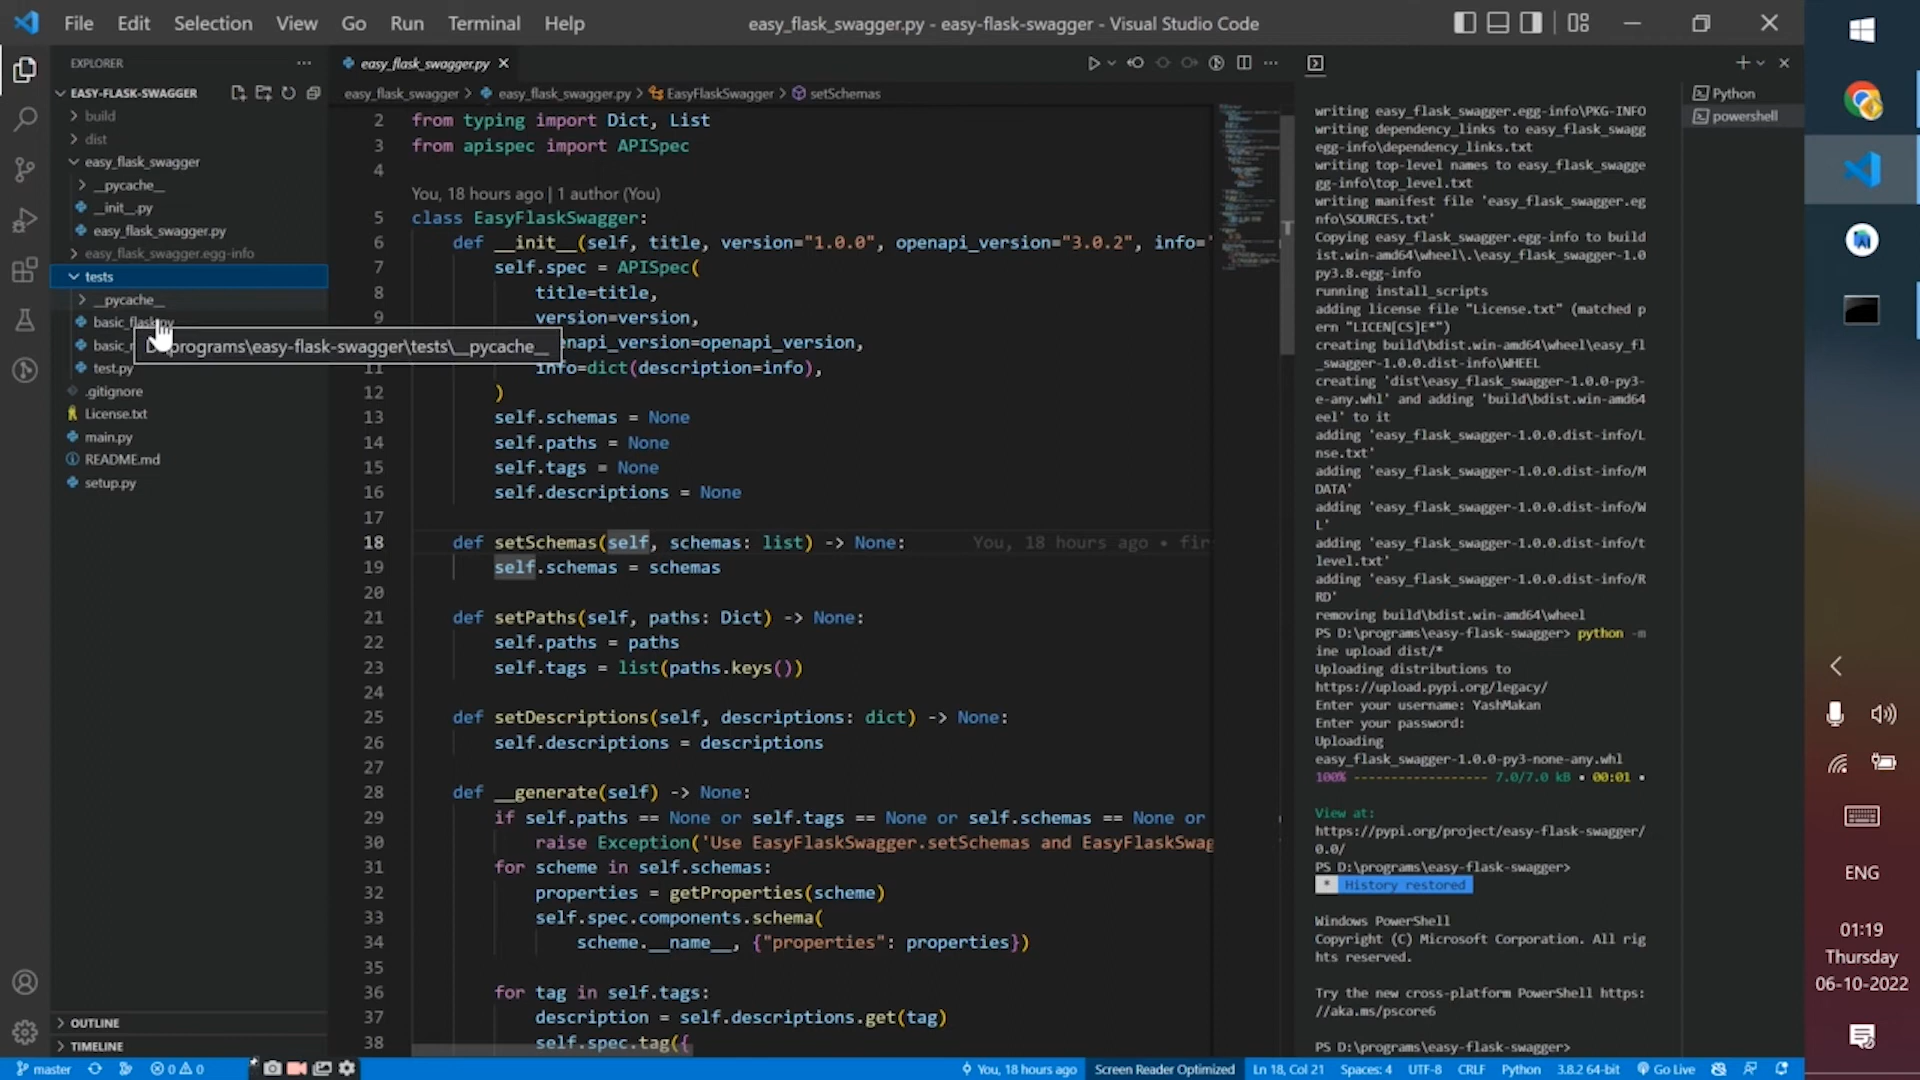 File Edit Selection View Go Run Terminal Help
easy_flask_swagger.py - easy-flask-swagger - Visual Studio Code
EXPLORER
EASY-FLASK-SWAGGER
build
dist
easy_flask_swagger
__pycache__
__init__.py
easy_flask_swagger.py
easy_flask_swagger.egg-info
tests
__pycache__
basic_flask.py
programs\easy-flask-swagger\tests\__pycache__
test.py
.gitignore
License.txt
main.py
README.md
setup.py
OUTLINE
TIMELINE
easy_flask_swagger.py
easy_flask_swagger > easy_flask_swagger.py > EasyFlaskSwagger > setSchemas
2 from typing import Dict, List
3 from apispec import APISpec
4
You, 18 hours ago | 1 author (You)
5 class EasyFlaskSwagger:
6 def __init__(self, title, version="1.0.0", openapi_version="3.0.2", info='
7 self.spec = APISpec(
8 title=title,
9 version=version,
enapi_version=openapi_version,
11 info=dict(description=info),
12 )
13 self.schemas = None
14 self.paths = None
15 self.tags = None
16 self.descriptions = None
17
18 def setSchemas(self, schemas: list) -> None: You, 18 hours ago • fir
19 self.schemas = schemas
20
21 def setPaths(self, paths: Dict) -> None:
22 self.paths = paths
23 self.tags = list(paths.keys())
24
25 def setDescriptions(self, descriptions: dict) -> None:
26 self.descriptions = descriptions
27
28 def __generate(self) -> None:
29 if self.paths == None or self.tags == None or self.schemas == None or
30 raise Exception('Use EasyFlaskSwagger.setSchemas and EasyFlaskSwag
31 for scheme in self.schemas:
32 properties = getProperties(scheme)
33 self.spec.components.schema(
34 scheme.__name__, {"properties": properties})
35
36 for tag in self.tags:
37 description = self.descriptions.get(tag)
38 self.spec.tag({
writing easy_flask_swagger.egg-info\PKG-INFO
writing dependency_links to easy_flask_swagg
egg-info\dependency_links.txt
writing top-level names to easy_flask_swagge
gg-info\top_level.txt
writing manifest file 'easy_flask_swagger.eg
nfo\SOURCES.txt'
Copying easy_flask_swagger.egg-info to build
ist.win-amd64\wheel\.\easy_flask_swagger-1.0
py3.8.egg-info
running install_scripts
adding license file "License.txt" (matched p
ern "LICEN[CS]E*")
creating build\bdist.win-amd64\wheel\easy_fl
_swagger-1.0.0.dist-info\WHEEL
creating 'dist\easy_flask_swagger-1.0.0-py3-
e-any.whl' and adding 'build\bdist.win-amd64
eel' to it
adding 'easy_flask_swagger-1.0.0.dist-info/L
nse.txt'
adding 'easy_flask_swagger-1.0.0.dist-info/M
DATA'
adding 'easy_flask_swagger-1.0.0.dist-info/W
L'
adding 'easy_flask_swagger-1.0.0.dist-info/t
level.txt'
adding 'easy_flask_swagger-1.0.0.dist-info/R
RD'
removing build\bdist.win-amd64\wheel
PS D:\programs\easy-flask-swagger> python -m
ine upload dist/*
Uploading distributions to
https://upload.pypi.org/legacy/
Enter your username: YashMakan
Enter your password:
Uploading
easy_flask_swagger-1.0.0-py3-none-any.whl
100% ------------------ 7.0/7.0 kB • 00:01 •
View at:
https://pypi.org/project/easy-flask-swagger/
0.0/
PS D:\programs\easy-flask-swagger>
* History restored
Windows PowerShell
Copyright (C) Microsoft Corporation. All rig
hts reserved.
Try the new cross-platform PowerShell https:
//aka.ms/pscore6
PS D:\programs\easy-flask-swagger>
Python
powershell
ENG
01:19
Thursday
06-10-2022
master 0 0 You, 18 hours ago Screen Reader Optimized Ln 18, Col 21 Spaces: 4 UTF-8 CRLF Python 3.8.2 64-bit Go Live